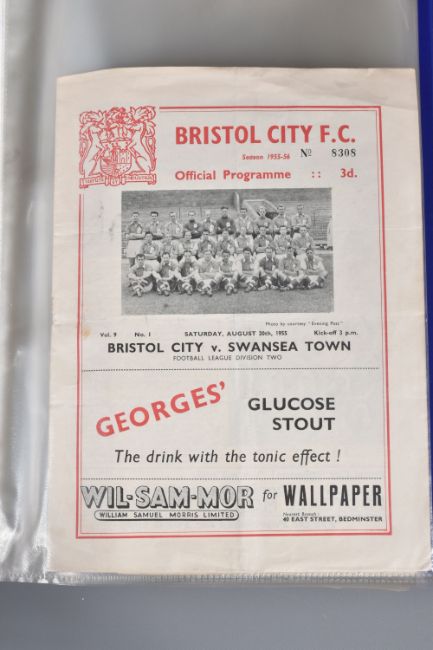 BRISTOL CITY F.C.
Season 1955-56 No 8308
Official Programme :: 3d.
Photo by courtesy "Evening Post"
Vol. 9 No. 1 SATURDAY, AUGUST 20th, 1955 Kick-off 3 p.m.
BRISTOL CITY v. SWANSEA TOWN
FOOTBALL LEAGUE DIVISION TWO
GEORGES' GLUCOSE
STOUT
The drink with the tonic effect !
WIL-SAM-MOR for WALLPAPER
WILLIAM SAMUEL MORRIS LIMITED
Nearest Branch :
40 EAST STREET, BEDMINSTER